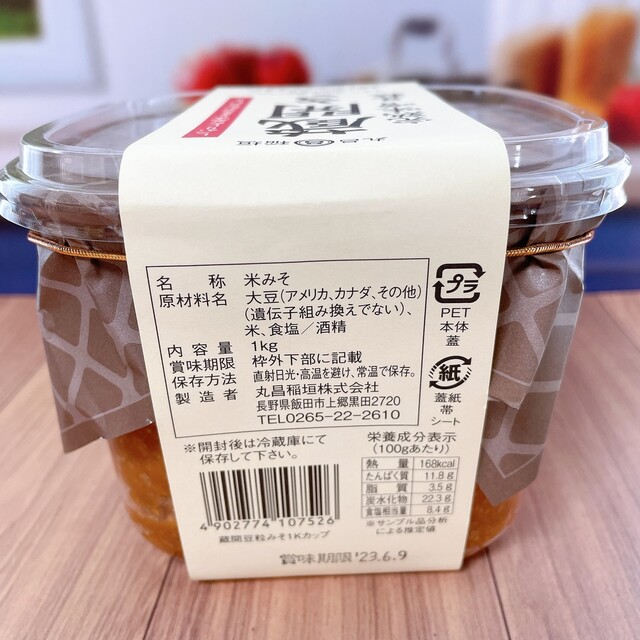 丸昌稲垣
蔵開
名称 米みそ
原材料名 大豆(アメリカ、カナダ、その他)
(遺伝子組み換えでない)、
米、食塩／酒精
内容量 1kg
賞味期限 枠外下部に記載
保存方法 直射日光・高温を避け、常温で保存。
製造者 丸昌稲垣株式会社
長野県飯田市上郷黒田2720
TEL0265-22-2610
※開封後は冷蔵庫にて
保存して下さい。
4902774107526
蔵開豆粒みそ1Kカップ
プラ
PET
本体
蓋
紙
蓋紙
帯
シート
栄養成分表示
(100gあたり)
熱量 168kcal
たんぱく質 11.8g
脂質 3.5g
炭水化物 22.3g
食塩相当量 8.4g
※サンプル品分析
による推定値
賞味期限 '23.6.9